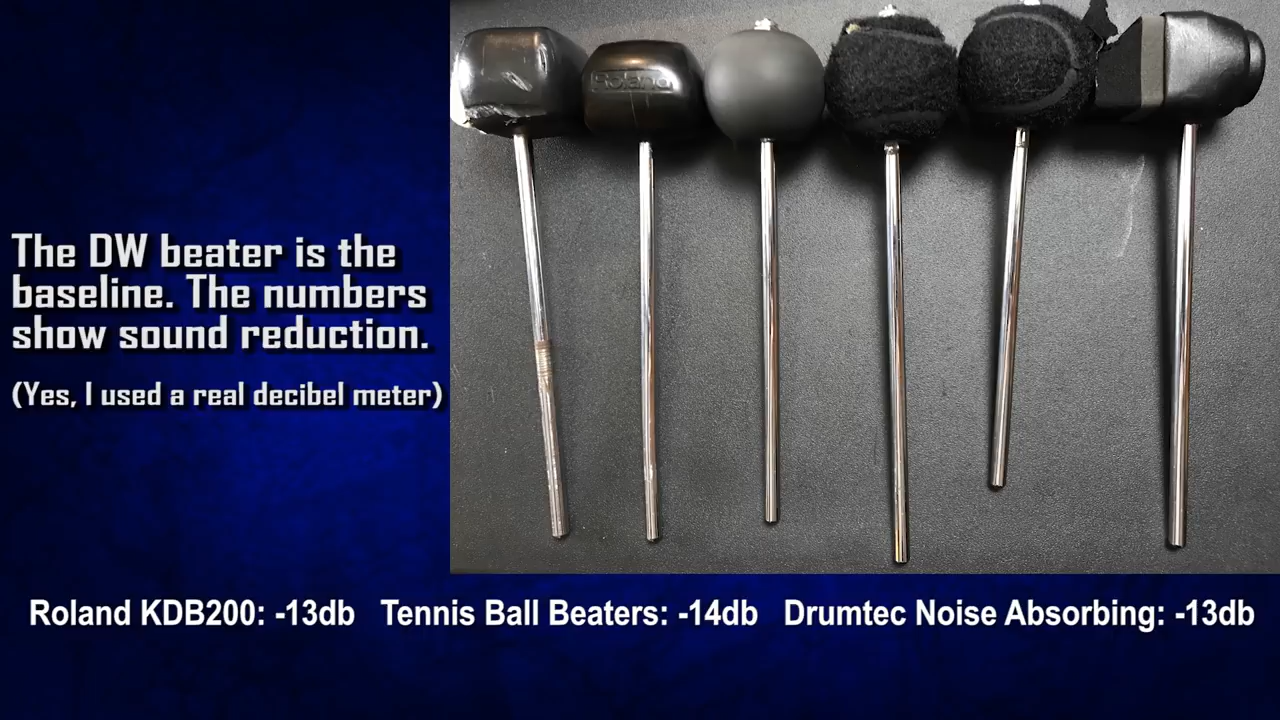 The DW beater is the
baseline. The numbers
show sound reduction.
(Yes, I used a real decibel meter)
Roland
Roland KDB200: -13db Tennis Ball Beaters: -14db Drumtec Noise Absorbing: -13db